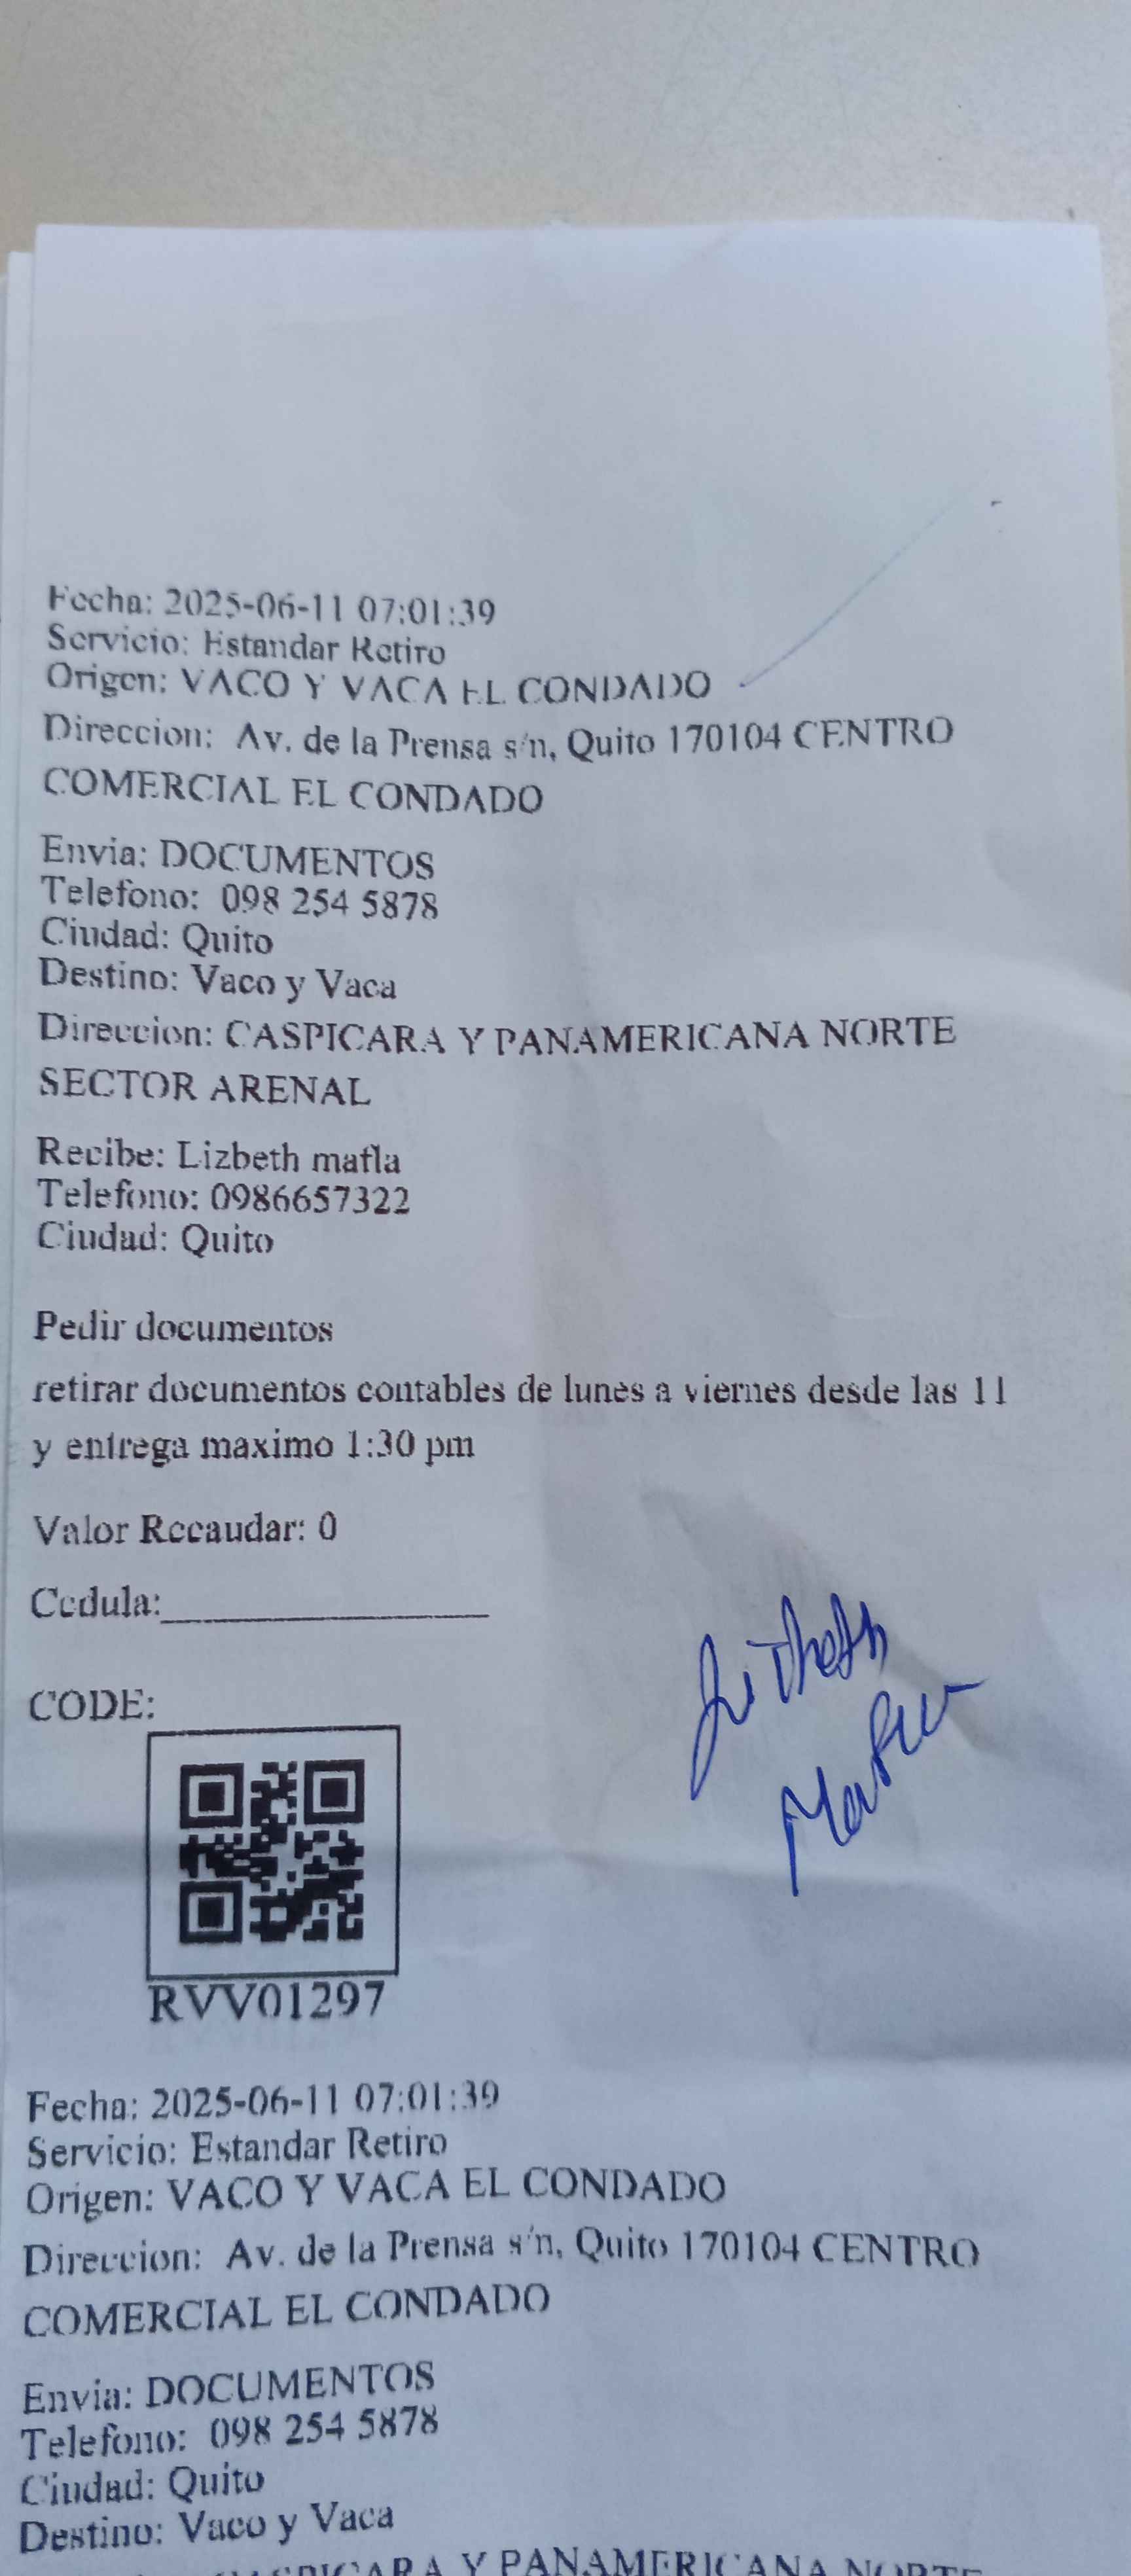 Fecha: 2025-06-11 07:01:39
Servicio: Estandar Retiro
Origen: VACO Y VACA EL CONDADO
Direccion: Av. de la Prensa s/n, Quito 170104 CENTRO
COMERCIAL EL CONDADO
Envia: DOCUMENTOS
Telefono: 098 254 5878
Ciudad: Quito
Destino: Vaco y Vaca
Direccion: CASPICARA Y PANAMERICANA NORTE
SECTOR ARENAL
Recibe: Lizbeth mafla
Telefono: 0986657322
Ciudad: Quito
Pedir documentos
retirar documentos contables de lunes a viernes desde las 11
y entrega maximo 1:30 pm
Valor Recaudar: 0
Cedula:
Lizbeth
Mafla
CODE:
RVV01297
Fecha: 2025-06-11 07:01:39
Servicio: Estandar Retiro
Origen: VACO Y VACA EL CONDADO
Direccion: Av. de la Prensa s/n, Quito 170104 CENTRO
COMERCIAL EL CONDADO
Envia: DOCUMENTOS
Telefono: 098 254 5878
Ciudad: Quito
Destino: Vaco y Vaca
CASPICARA Y PANAMERICANA NORTE